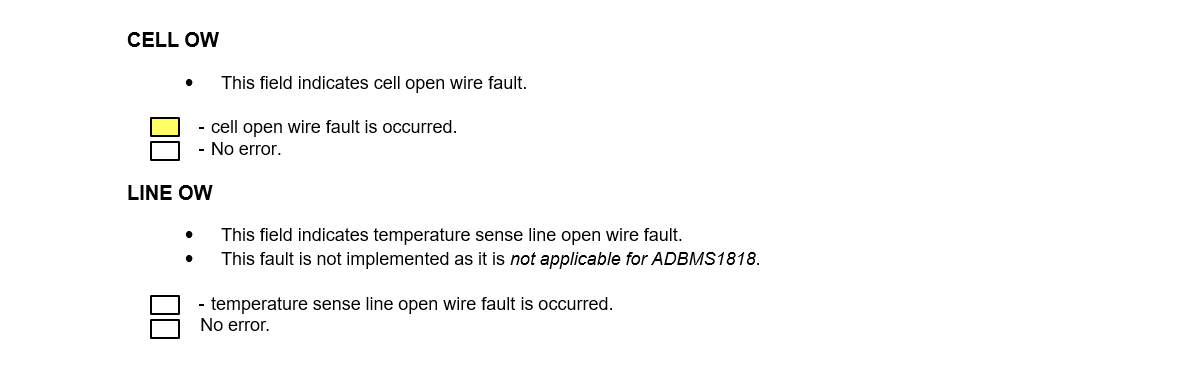 CELL OW
• This field indicates cell open wire fault.
- cell open wire fault is occurred.
- No error.
LINE OW
• This field indicates temperature sense line open wire fault.
• This fault is not implemented as it is not applicable for ADBMS1818.
- temperature sense line open wire fault is occurred.
No error.